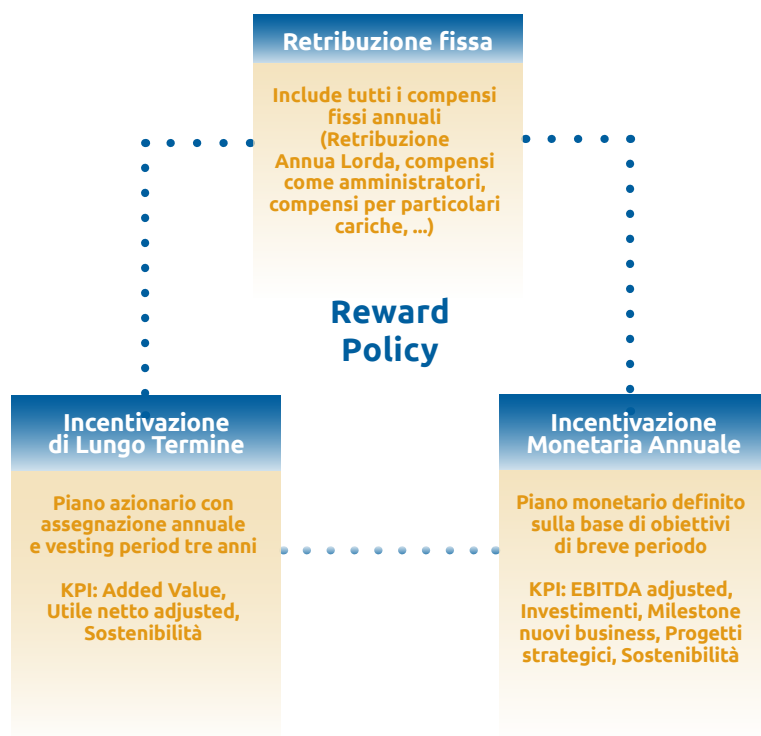 Retribuzione fissa
Include tutti i compensi
fissi annuali
(Retribuzione
Annua Lorda, compensi
come amministratori,
compensi per particolari
cariche, ...)
Reward
Policy
Incentivazione
di Lungo Termine
Piano azionario con
assegnazione annuale
e vesting period tre anni
KPI: Added Value,
Utile netto adjusted,
Sostenibilità
Incentivazione
Monetaria Annuale
Piano monetario definito
sulla base di obiettivi
di breve periodo
KPI: EBITDA adjusted,
Investimenti, Milestone
nuovi business, Progetti
strategici, Sostenibilità